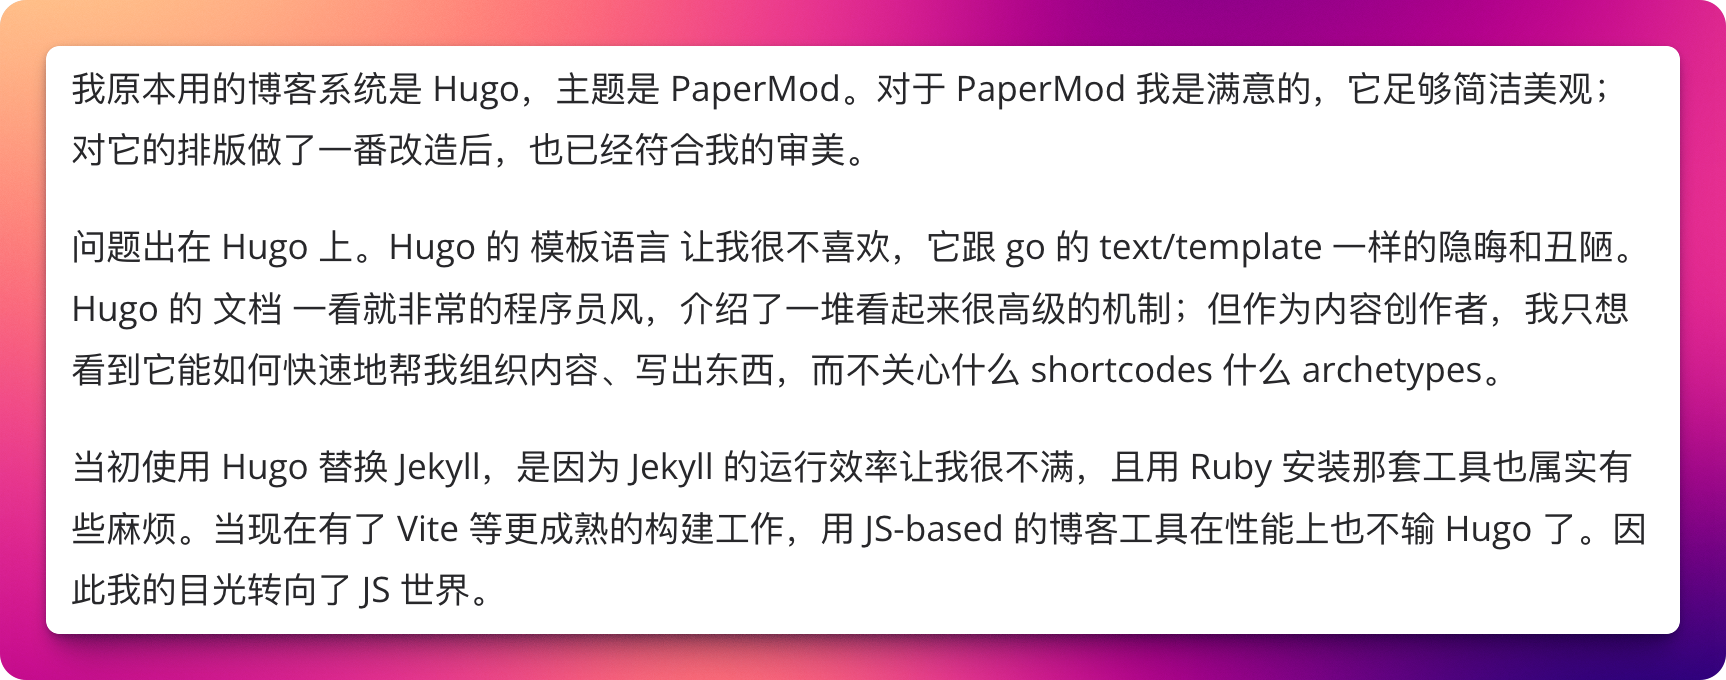 我原本用的博客系统是 Hugo，主题是 PaperMod。对于 PaperMod 我是满意的，它足够简洁美观；
对它的排版做了一番改造后，也已经符合我的审美。
问题出在 Hugo 上。Hugo 的 模板语言 让我很不喜欢，它跟 go 的 text/template 一样的隐晦和丑陋。
Hugo 的 文档 一看就非常的程序员风，介绍了一堆看起来很高级的机制；但作为内容创作者，我只想
看到它能如何快速地帮我组织内容、写出东西，而不关心什么 shortcodes 什么 archetypes。
当初使用 Hugo 替换 Jekyll，是因为 Jekyll 的运行效率让我很不满，且用 Ruby 安装那套工具也属实有
些麻烦。当现在有了 Vite 等更成熟的构建工作，用 JS-based 的博客工具在性能上也不输 Hugo 了。因
此我的目光转向了 JS 世界。